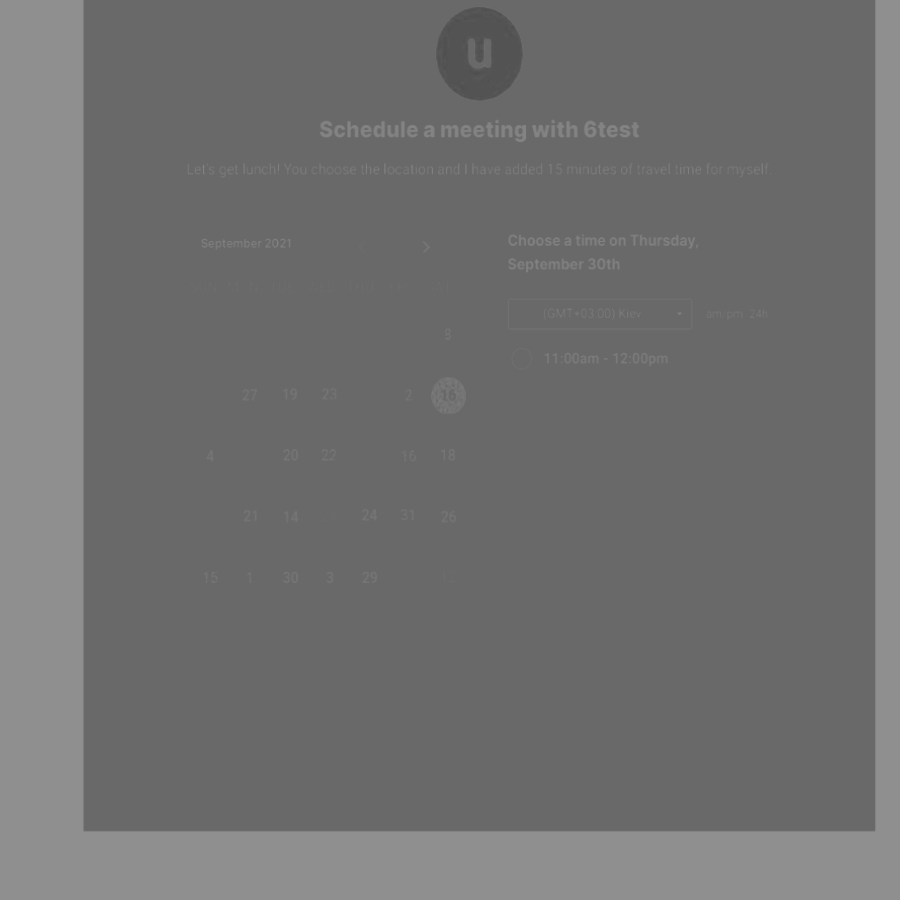 u
Schedule a meeting with 6test
Let's get lunch! You choose the location and I have added 15 minutes of travel time for myself
September 2021
Choose a time on Thursday,
September 30th
(GMT+03:00) Kiev
am/pm 24h
11:00am - 12:00pm
27 19 23 2 15
4 20 22 16 18
21 14 24 31 26
15 1 30 3 29